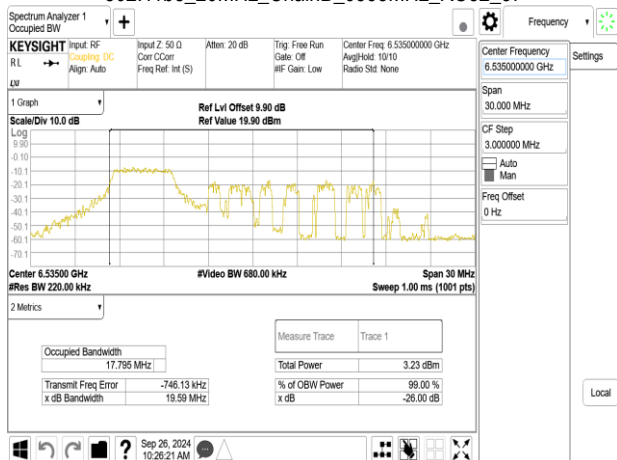 Spectrum Analyzer 1
Occupied BW
Frequency
KEYSIGHT
Input: RF
Coupling: DC
Align: Auto
Input Z: 50 Ω
Corr CCorr
Freq Ref: Int (S)
Atten: 20 dB
Trig: Free Run
Gate: Off
#IF Gain: Low
Center Freq: 6.535000000 GHz
Avg|Hold: 10/10
Radio Std: None
RL
LXI
Center Frequency
6.535000000 GHz
Settings
Span
30.000 MHz
CF Step
3.000000 MHz
Auto
Man
Freq Offset
0 Hz
1 Graph
Ref Lvl Offset 9.90 dB
Scale/Div 10.0 dB
Ref Value 19.90 dBm
Log
9.90
-0.10
-10.1
-20.1
-30.1
-40.1
-50.1
-60.1
-70.1
Center 6.53500 GHz
#Video BW 680.00 kHz
Span 30 MHz
#Res BW 220.00 kHz
Sweep 1.00 ms (1001 pts)
2 Metrics
Measure Trace
Trace 1
Occupied Bandwidth
17.795 MHz
Total Power
3.23 dBm
Transmit Freq Error
-746.13 kHz
% of OBW Power
99.00 %
x dB Bandwidth
19.59 MHz
x dB
-26.00 dB
Local
Sep 26, 2024
10:26:21 AM